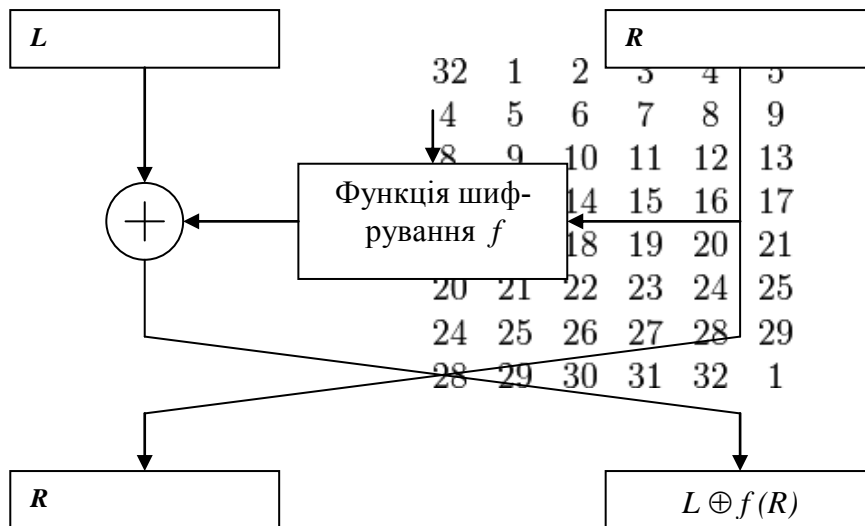 L R
32 1 2 3 4 5
4 5 6 7 8 9
8 9 10 11 12 13
Функція шиф-
14 15 16 17
рування f
18 19 20 21
20 21 22 23 24 25
24 25 26 27 28 29
28 29 30 31 32 1
R L ⊕ f(R)